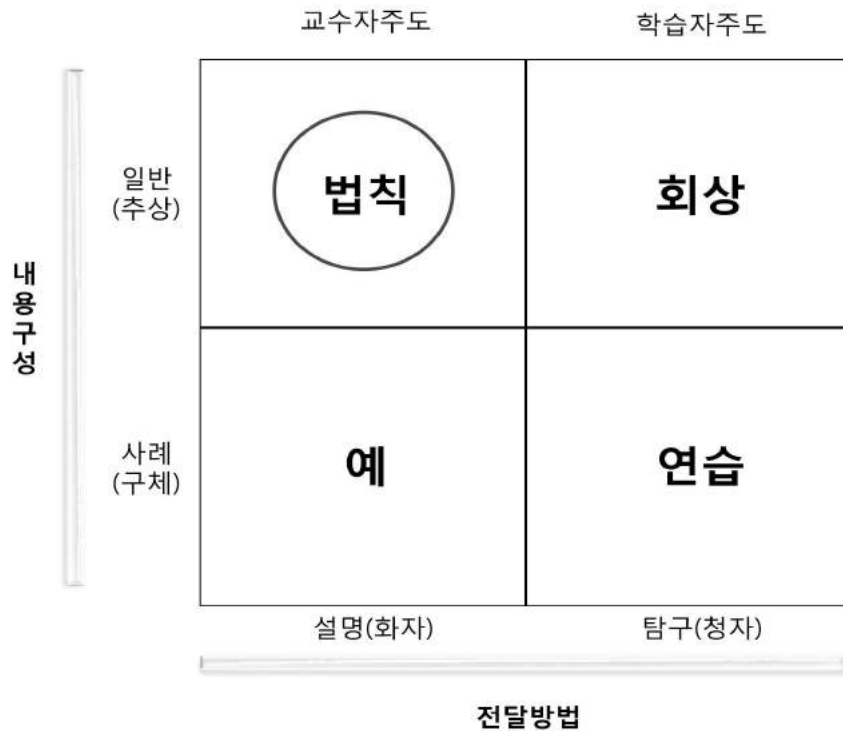 교수자주도
학습자주도
일반
(추상)
법칙
회상
내
용
구
성
사례
(구체)
예
연습
설명(화자)
탐구(청자)
전달방법